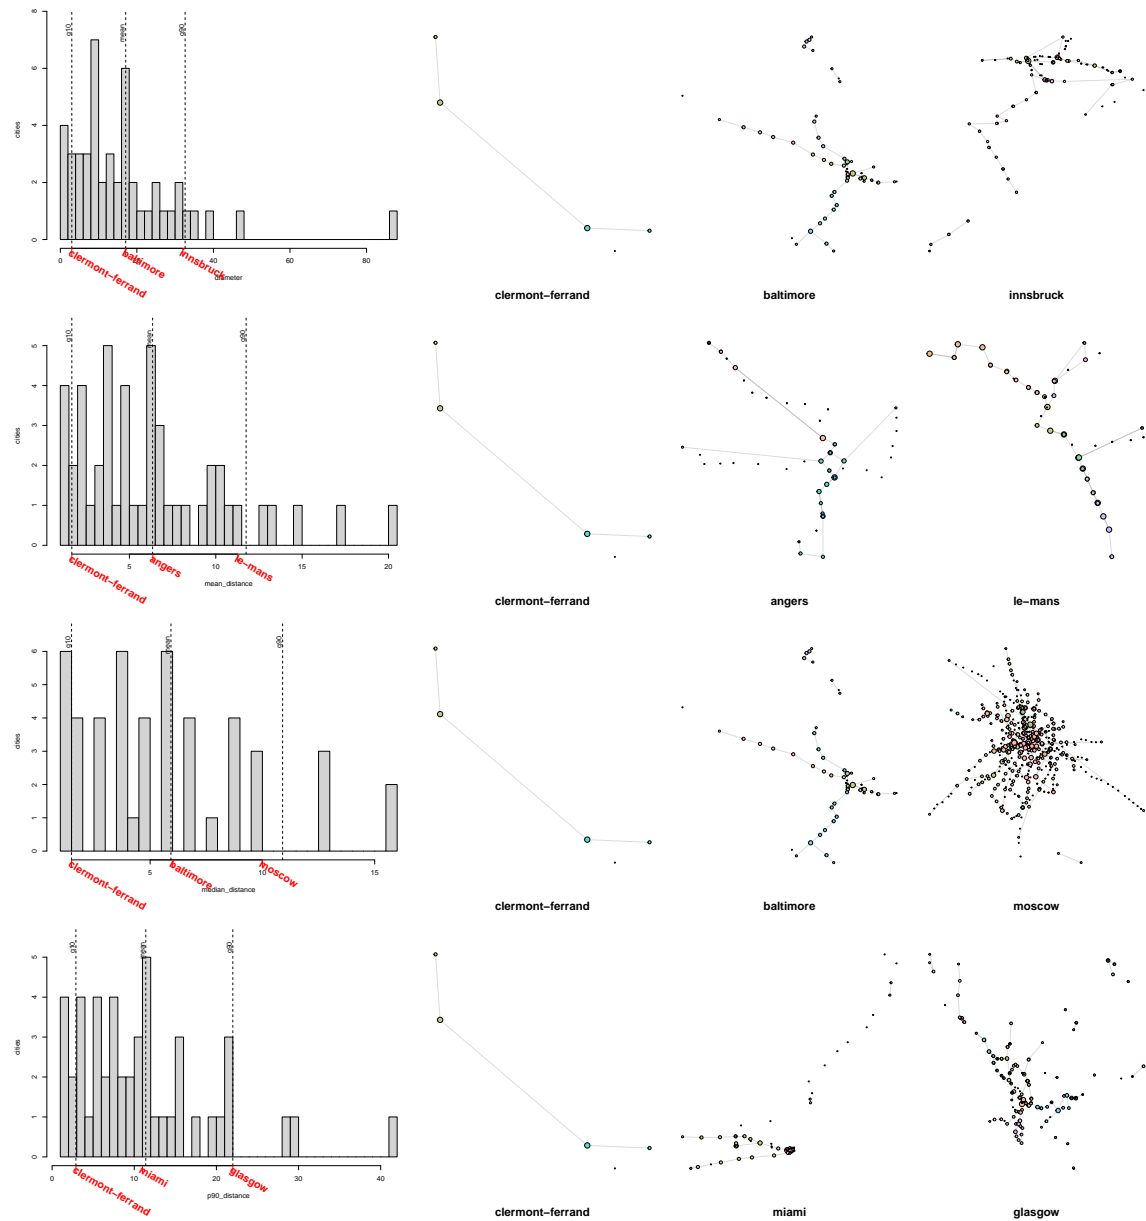 cities
0 2 4 6 8
q10
mean
q90
0 20 40 60 80
diameter
clermont-ferrand
baltimore
innsbruck
clermont−ferrand
baltimore
innsbruck
cities
0 1 2 3 4 5
q10
mean
q90
5 10 15 20
mean_distance
clermont-ferrand
angers
le-mans
clermont−ferrand
angers
le−mans
cities
0 1 2 3 4 5 6
q10
mean
q90
5 10 15
median_distance
clermont-ferrand
baltimore
moscow
clermont−ferrand
baltimore
moscow
cities
0 1 2 3 4 5
q10
mean
q90
0 10 20 30 40
p90_distance
clermont-ferrand
miami
glasgow
clermont−ferrand
miami
glasgow